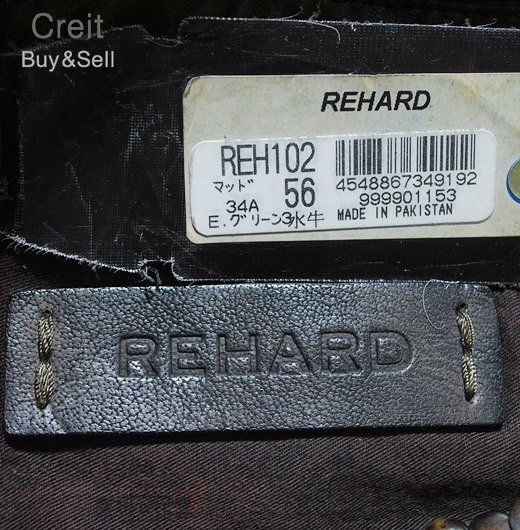 Creit
Buy&Sell
REHARD
REH102
マッド 56
34A
E.グリーン3水牛
4548867349192
999901153
MADE IN PAKISTAN
REHARD